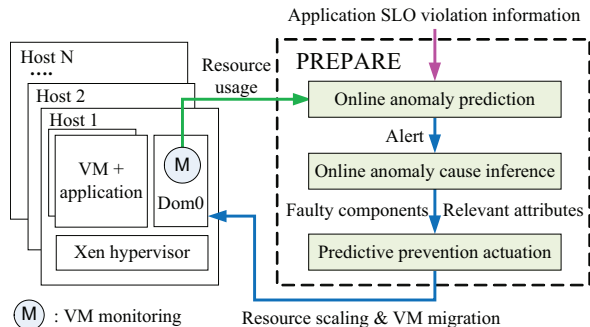 Application SLO violation information
Host N
....
Host 2
Host 1
VM +
application
M
Dom0
Xen hypervisor
Resource
usage
PREPARE
Online anomaly prediction
Alert
Online anomaly cause inference
Faulty components
Relevant attributes
Predictive prevention actuation
M : VM monitoring
Resource scaling & VM migration